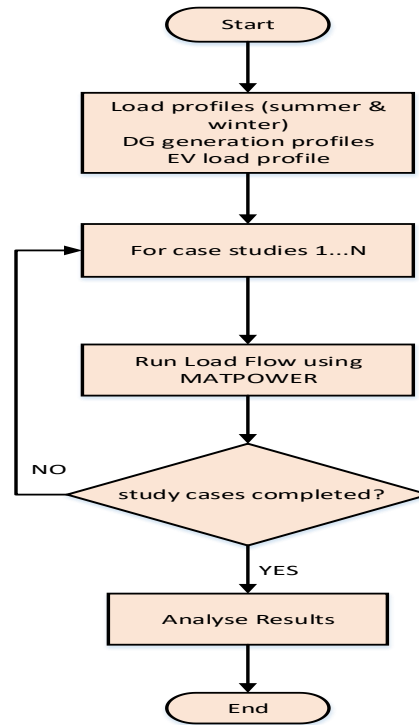 Start
Load profiles (summer &
winter)
DG generation profiles
EV load profile
For case studies 1...N
Run Load Flow using
MATPOWER
NO
study cases completed?
YES
Analyse Results
End